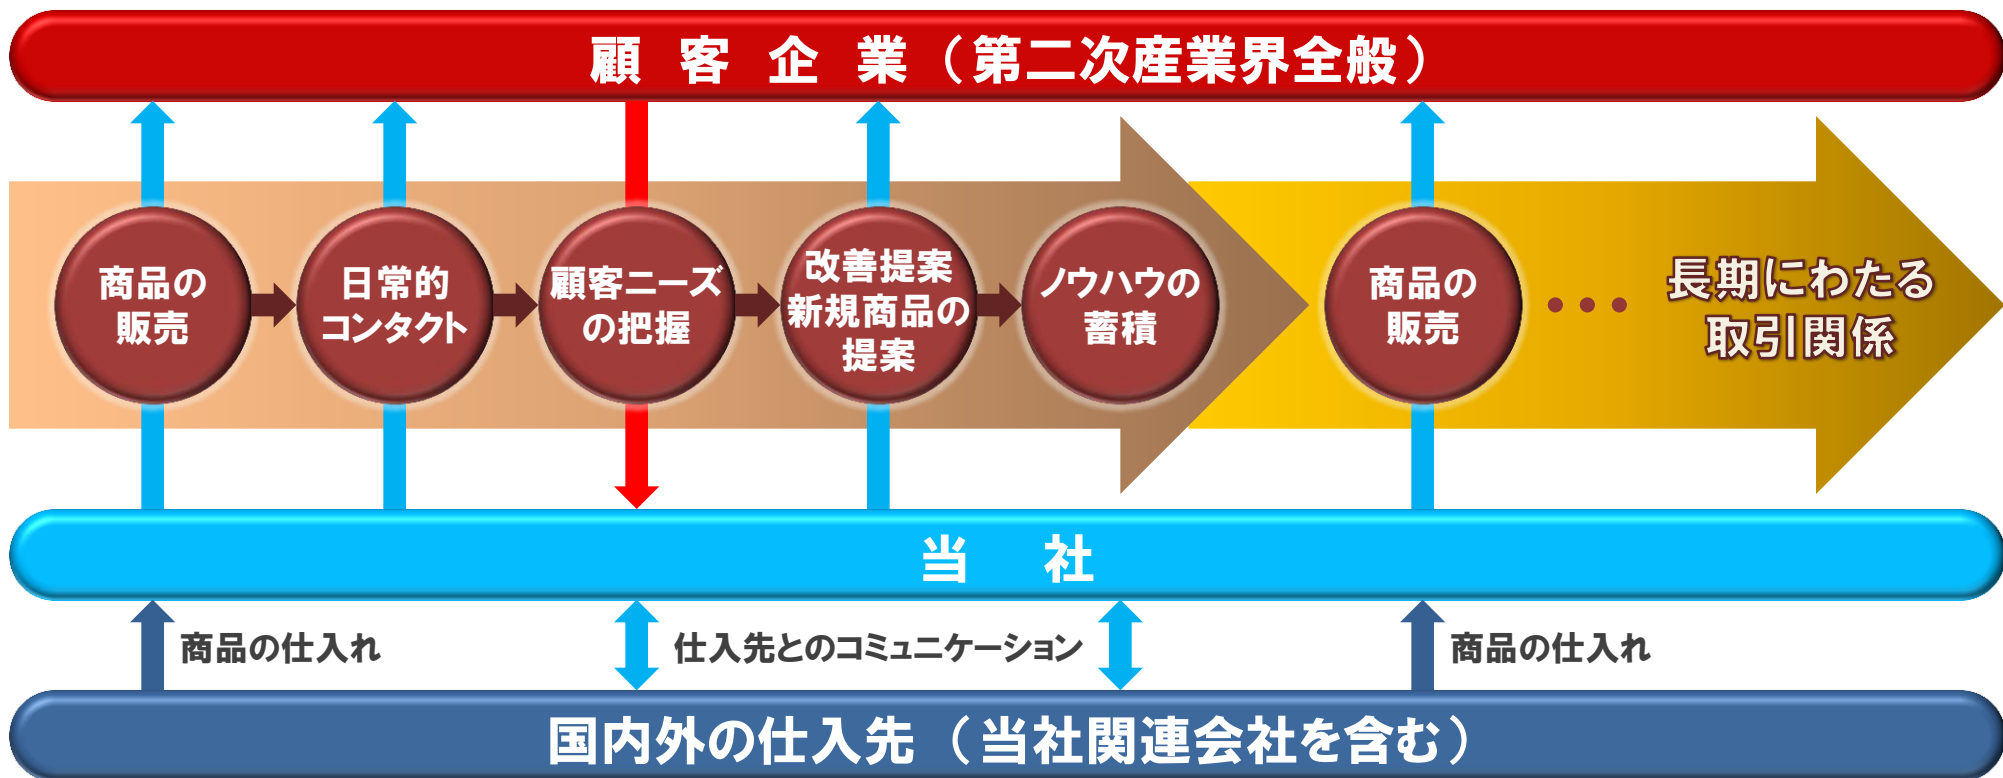 顧客企業（第二次産業界全般）
商品の
販売
日常的
コンタクト
顧客ニーズ
の把握
改善提案
新規商品の
提案
ノウハウの
蓄積
商品の
販売
・・・
長期にわたる
取引関係
当社
商品の仕入れ
仕入先とのコミュニケーション
商品の仕入れ
国内外の仕入先（当社関連会社を含む）